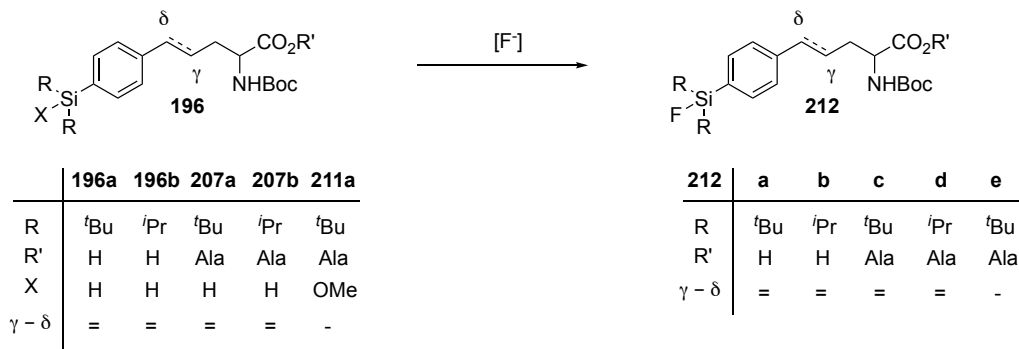 δ
CO2R'
γ
NHBoc
R
Si
X
R
196
[F-]
δ
CO2R'
γ
NHBoc
R
Si
F
R
212
196a 196b 207a 207b 211a
R tBu iPr tBu iPr tBu
R' H H Ala Ala Ala
X H H H H OMe
γ – δ = = = = -
212 a b c d e
R tBu iPr tBu iPr tBu
R' H H Ala Ala Ala
γ – δ = = = = -